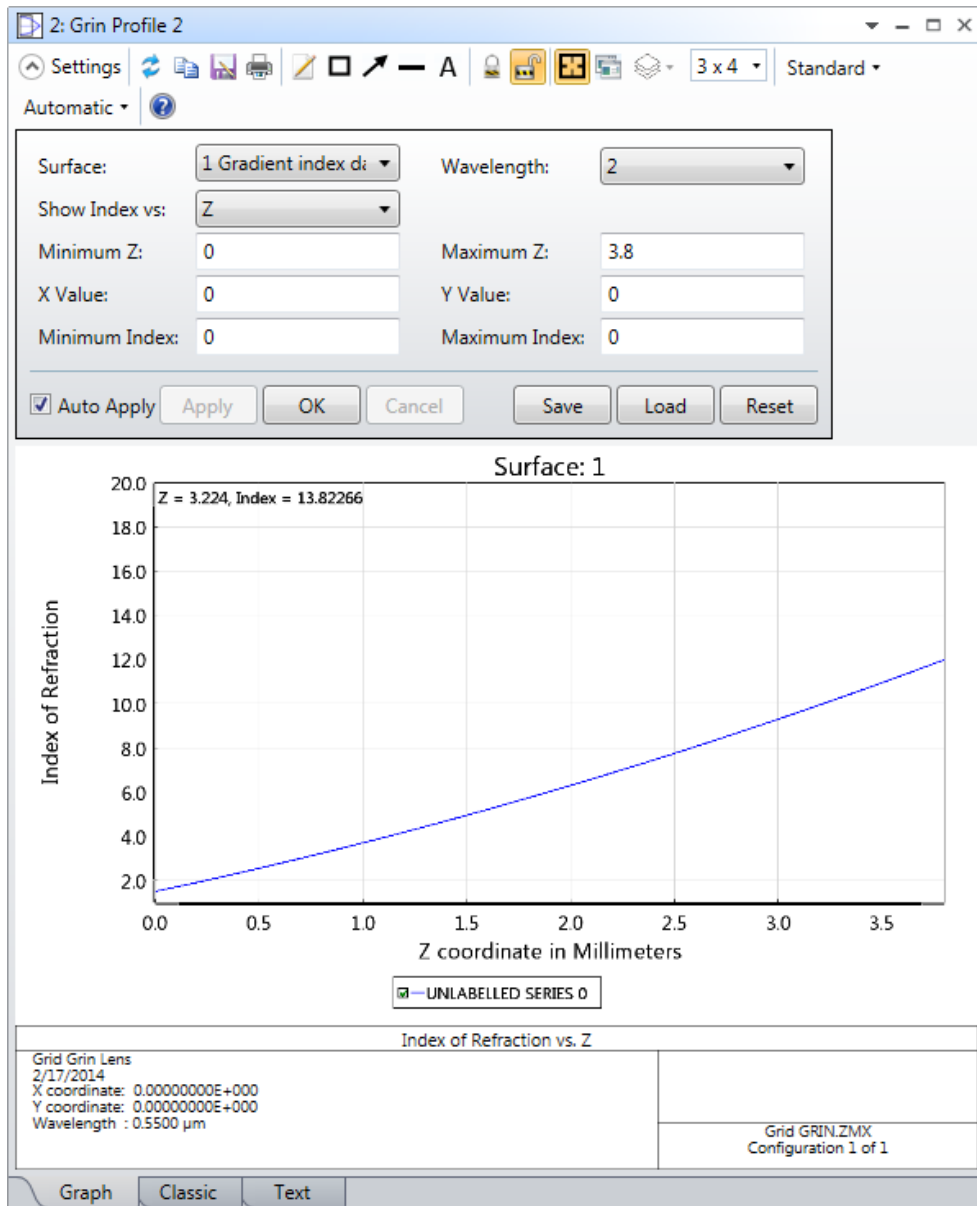 2: Grin Profile 2
Settings A 3 x 4 Standard
Automatic
Surface: 1 Gradient index da Wavelength: 2
Show Index vs: Z
Minimum Z: 0 Maximum Z: 3.8
X Value: 0 Y Value: 0
Minimum Index: 0 Maximum Index: 0
Auto Apply Apply OK Cancel Save Load Reset
Surface: 1
Z = 3.224, Index = 13.82266
20.0
18.0
16.0
14.0
12.0
10.0
8.0
6.0
4.0
2.0
Index of Refraction
0.0 0.5 1.0 1.5 2.0 2.5 3.0 3.5
Z coordinate in Millimeters
UNLABELLED SERIES 0
Index of Refraction vs. Z
Grid Grin Lens
2/17/2014
X coordinate: 0.00000000E+000
Y coordinate: 0.00000000E+000
Wavelength : 0.5500 µm
Grid GRIN.ZMX
Configuration 1 of 1
Graph Classic Text